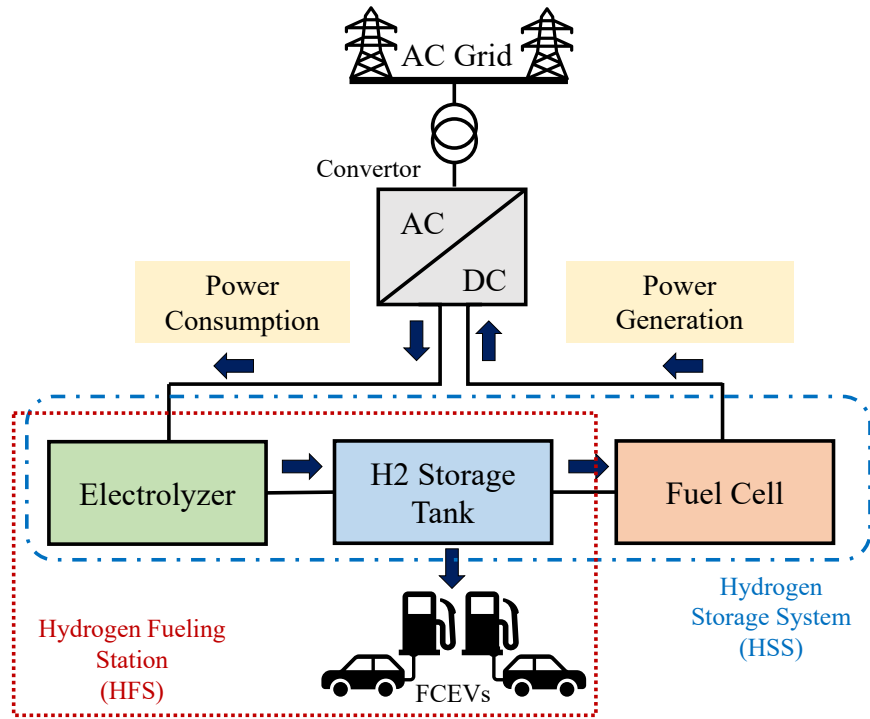 AC Grid
Convertor
AC
DC
Power
Consumption
Power
Generation
Electrolyzer
H2 Storage
Tank
Fuel Cell
Hydrogen Fueling
Station
(HFS)
FCEVs
Hydrogen
Storage System
(HSS)